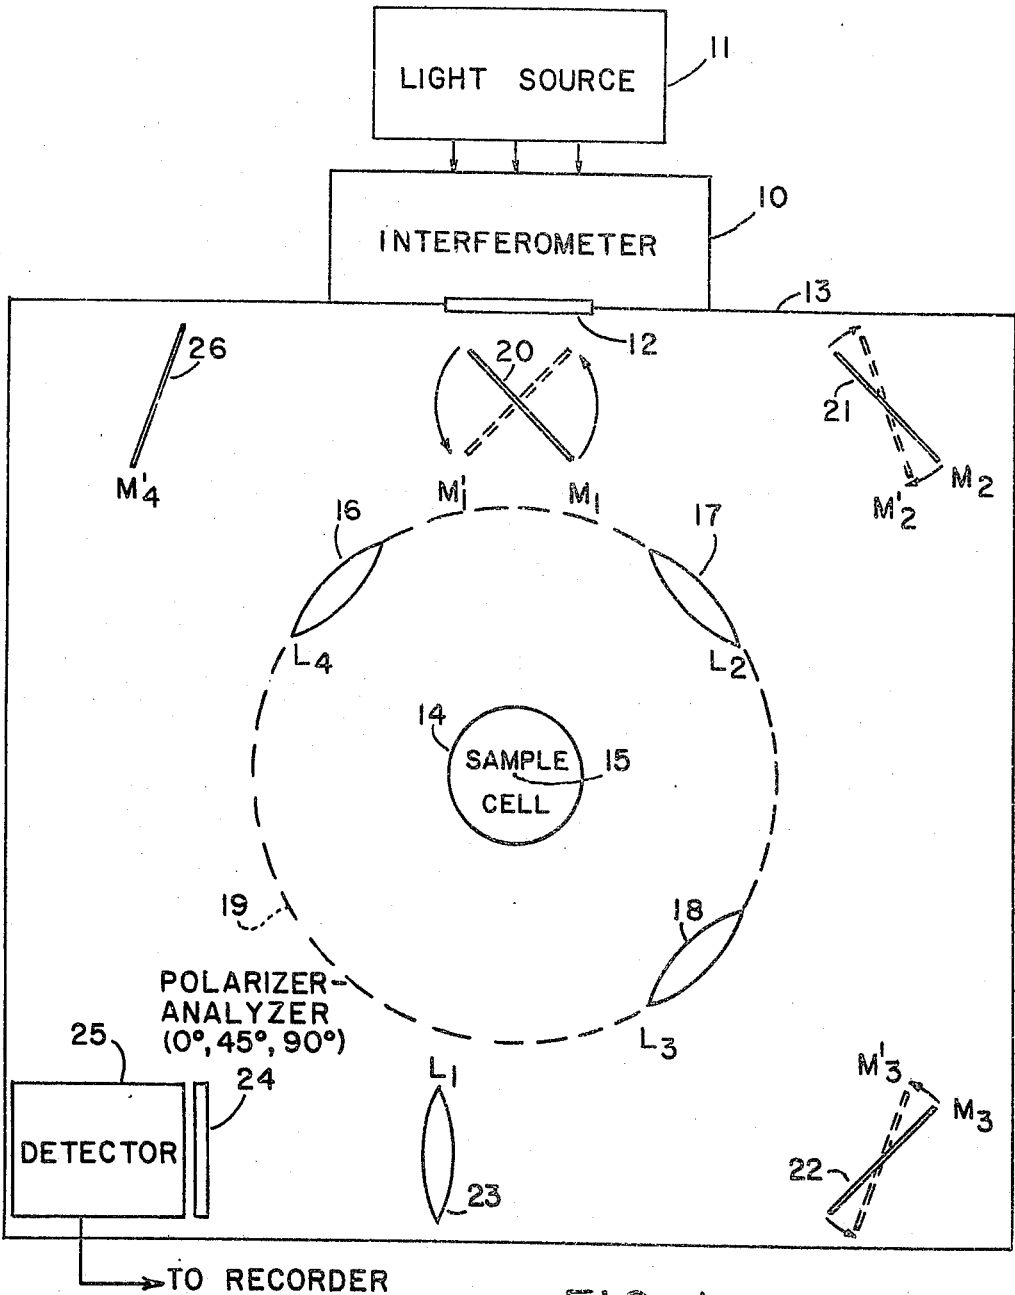 LIGHT SOURCE
11
10
INTERFEROMETER
13
12
20
26
21
M'4
M'1
M1
M2
M'2
16
17
L4
L2
14
SAMPLE
CELL
15
19
18
POLARIZER-
ANALYZER
(0°, 45°, 90°)
L3
25
24
L1
M'3
M3
DETECTOR
23
22
TO RECORDER